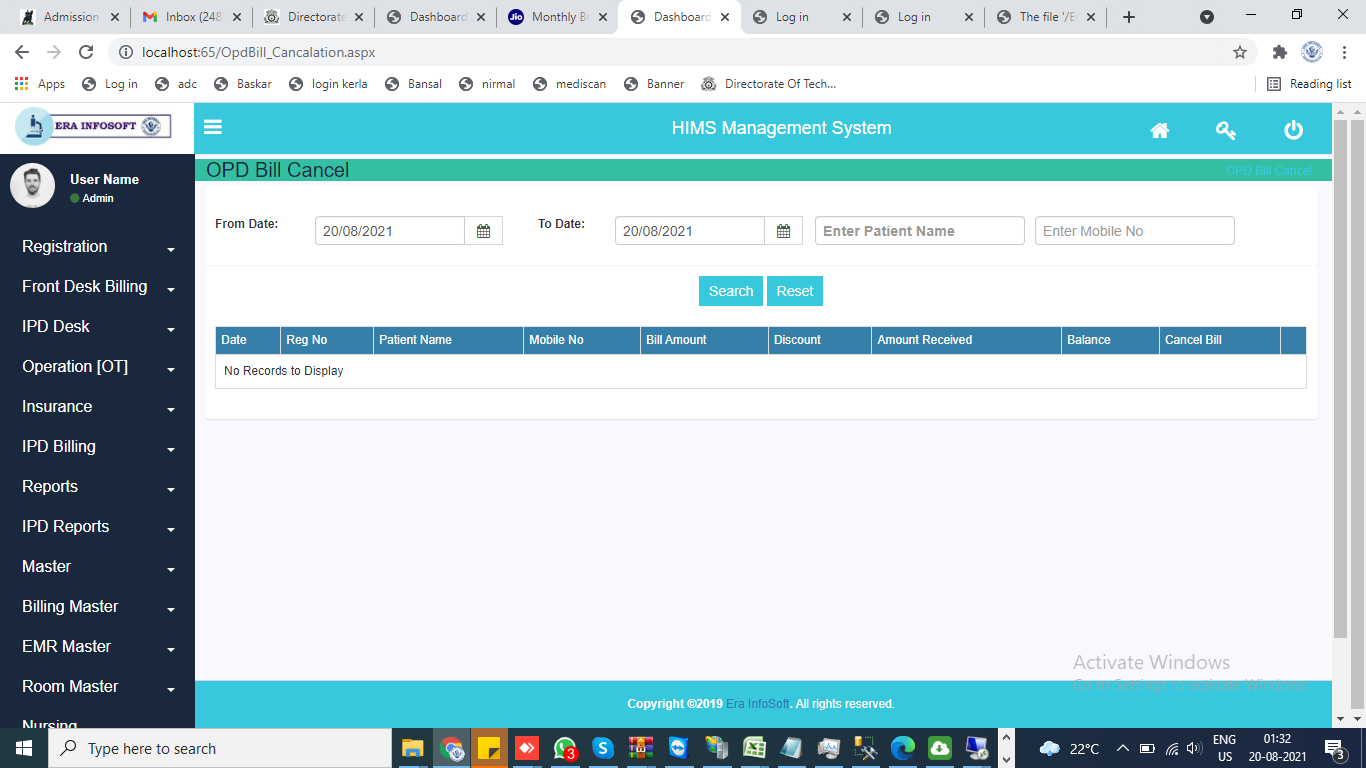 Admission
Inbox (248
Directorate
Dashboard
Jio Monthly B
Dashboard
Log in
Log in
The file '/E
localhost:65/OpdBill_Cancalation.aspx
Apps
Log in
adc
Baskar
login kerla
Bansal
nirmal
mediscan
Banner
Directorate Of Tech...
Reading list
ERA INFOSOFT
HIMS Management System
User Name
Admin
OPD Bill Cancel
OPD Bill Cancel
From Date: 20/08/2021 To Date: 20/08/2021 Enter Patient Name Enter Mobile No
Search Reset
Date Reg No Patient Name Mobile No Bill Amount Discount Amount Received Balance Cancel Bill
No Records to Display
Registration
Front Desk Billing
IPD Desk
Operation [OT]
Insurance
IPD Billing
Reports
IPD Reports
Master
Billing Master
EMR Master
Room Master
Nursing
Activate Windows
Go to Settings to activate Windows.
Copyright ©2019 Era InfoSoft. All rights reserved.
Type here to search
3
22°C
ENG
US
01:32
20-08-2021
3